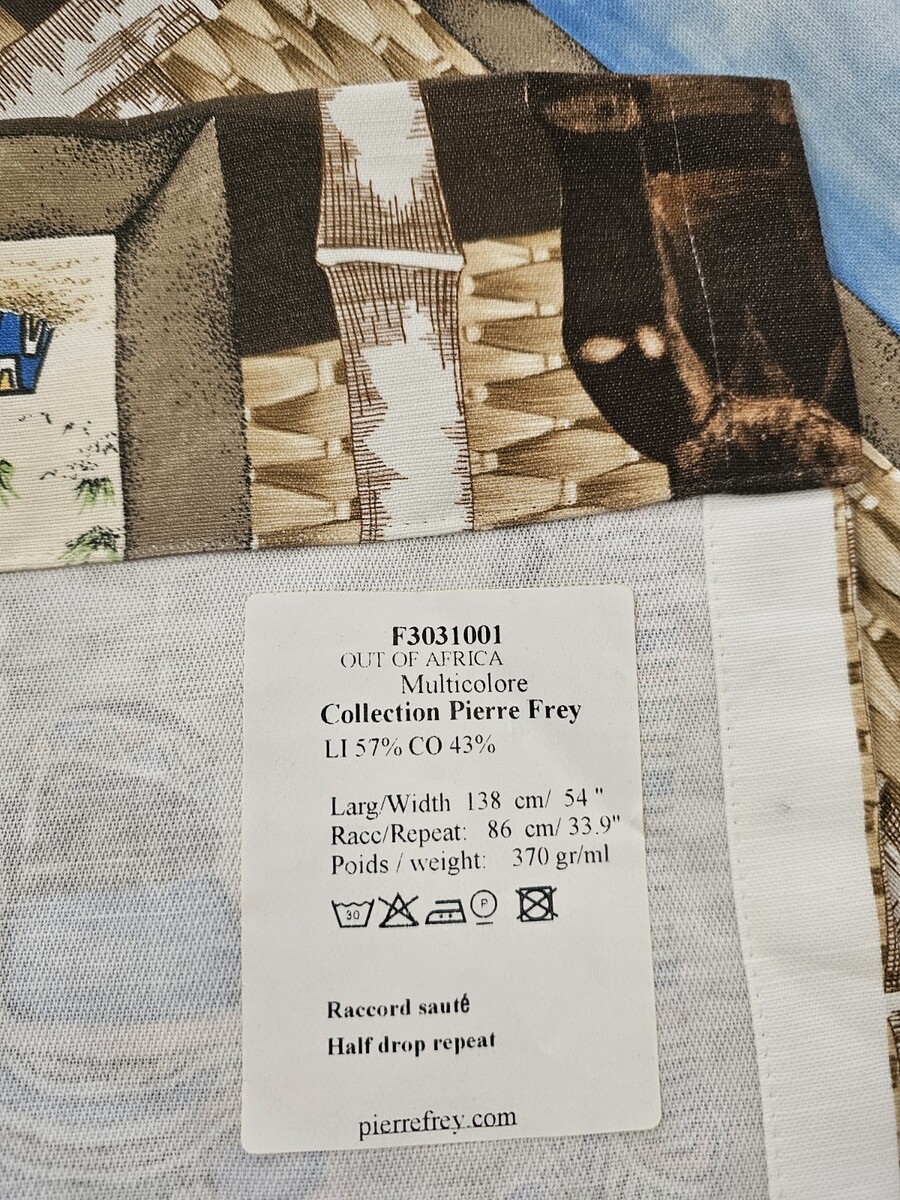 F3031001
OUT OF AFRICA
Multicolore
Collection Pierre Frey
LI 57% CO 43%
Larg/Width 138 cm/ 54 "
Racc/Repeat: 86 cm/ 33.9"
Poids / weight: 370 gr/ml
30 P
Raccord sauté
Half drop repeat
pierrefrey.com